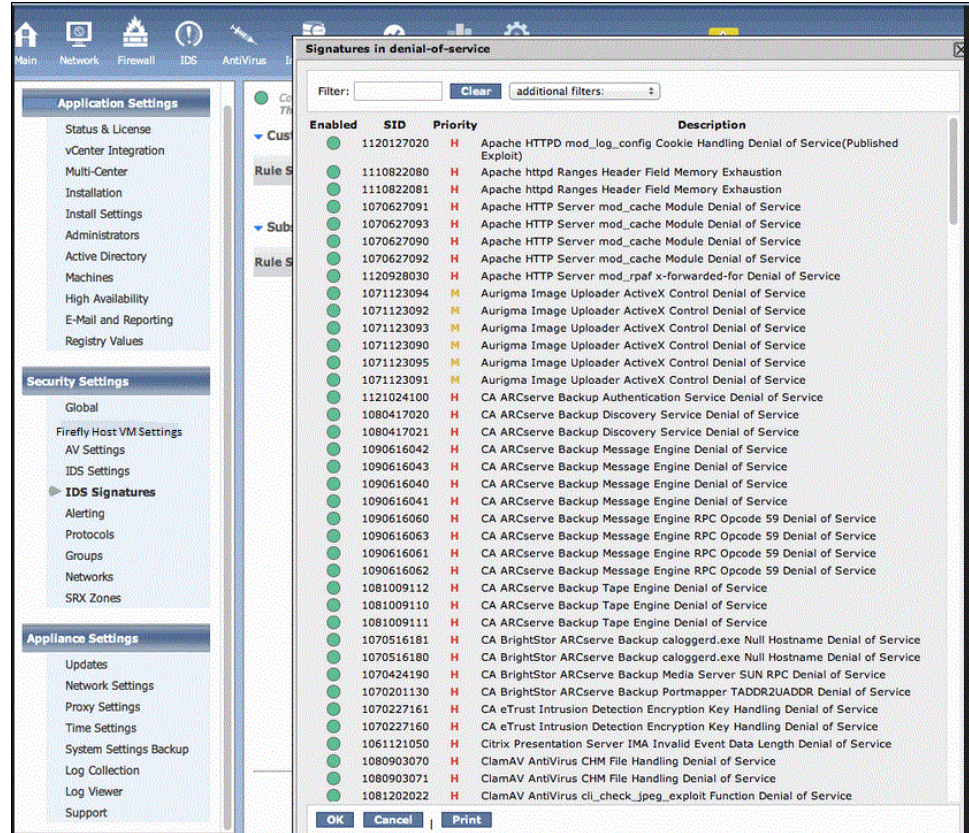 Main
Network
Firewall
IDS
AntiVirus
Application Settings
Status & License
vCenter Integration
Multi-Center
Installation
Install Settings
Administrators
Active Directory
Machines
High Availability
E-Mail and Reporting
Registry Values
Security Settings
Global
Firefly Host VM Settings
AV Settings
IDS Settings
IDS Signatures
Alerting
Protocols
Groups
Networks
SRX Zones
Appliance Settings
Updates
Network Settings
Proxy Settings
Time Settings
System Settings Backup
Log Collection
Log Viewer
Support
Co
Th
Cust
Rule S
Subs
Rule S
Signatures in denial-of-service
Filter: Clear additional filters:
Enabled SID Priority Description
1120127020 H Apache HTTPD mod_log_config Cookie Handling Denial of Service(Published
Exploit)
1110822080 H Apache httpd Ranges Header Field Memory Exhaustion
1110822081 H Apache httpd Ranges Header Field Memory Exhaustion
1070627091 H Apache HTTP Server mod_cache Module Denial of Service
1070627093 H Apache HTTP Server mod_cache Module Denial of Service
1070627090 H Apache HTTP Server mod_cache Module Denial of Service
1070627092 H Apache HTTP Server mod_cache Module Denial of Service
1120928030 H Apache HTTP Server mod_rpaf x-forwarded-for Denial of Service
1071123094 M Aurigma Image Uploader ActiveX Control Denial of Service
1071123092 M Aurigma Image Uploader ActiveX Control Denial of Service
1071123093 M Aurigma Image Uploader ActiveX Control Denial of Service
1071123090 M Aurigma Image Uploader ActiveX Control Denial of Service
1071123095 M Aurigma Image Uploader ActiveX Control Denial of Service
1071123091 M Aurigma Image Uploader ActiveX Control Denial of Service
1121024100 H CA ARCserve Backup Authentication Service Denial of Service
1080417020 H CA ARCserve Backup Discovery Service Denial of Service
1080417021 H CA ARCserve Backup Discovery Service Denial of Service
1090616042 H CA ARCserve Backup Message Engine Denial of Service
1090616043 H CA ARCserve Backup Message Engine Denial of Service
1090616040 H CA ARCserve Backup Message Engine Denial of Service
1090616041 H CA ARCserve Backup Message Engine Denial of Service
1090616060 H CA ARCserve Backup Message Engine RPC Opcode 59 Denial of Service
1090616063 H CA ARCserve Backup Message Engine RPC Opcode 59 Denial of Service
1090616061 H CA ARCserve Backup Message Engine RPC Opcode 59 Denial of Service
1090616062 H CA ARCserve Backup Message Engine RPC Opcode 59 Denial of Service
1081009112 H CA ARCserve Backup Tape Engine Denial of Service
1081009110 H CA ARCserve Backup Tape Engine Denial of Service
1081009111 H CA ARCserve Backup Tape Engine Denial of Service
1070516181 H CA BrightStor ARCserve Backup caloggerd.exe Null Hostname Denial of Service
1070516180 H CA BrightStor ARCserve Backup caloggerd.exe Null Hostname Denial of Service
1070424190 H CA BrightStor ARCserve Backup Media Server SUN RPC Denial of Service
1070201130 H CA BrightStor ARCserve Backup Portmapper TADDR2UADDR Denial of Service
1070227161 H CA eTrust Intrusion Detection Encryption Key Handling Denial of Service
1070227160 H CA eTrust Intrusion Detection Encryption Key Handling Denial of Service
1061121050 H Citrix Presentation Server IMA Invalid Event Data Length Denial of Service
1080903070 H ClamAV AntiVirus CHM File Handling Denial of Service
1080903071 H ClamAV AntiVirus CHM File Handling Denial of Service
1081202022 H ClamAV AntiVirus cli_check_jpeg_exploit Function Denial of Service
OK Cancel | Print